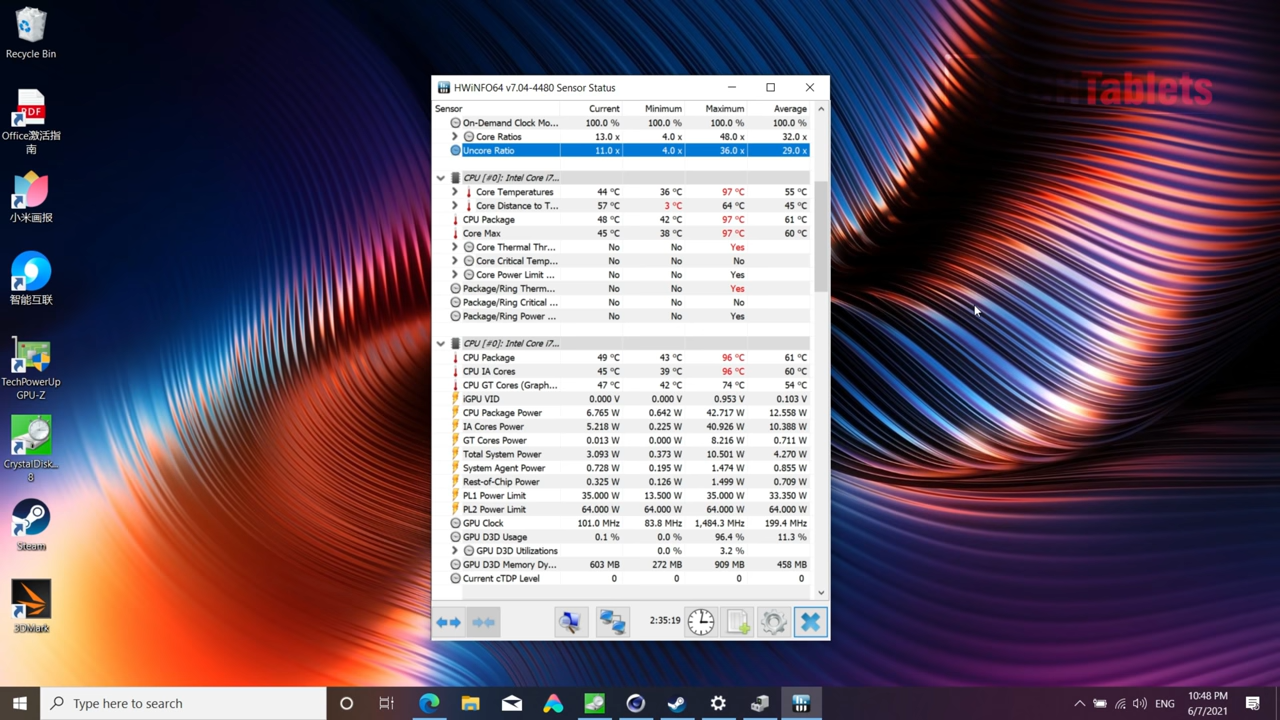 Recycle Bin
Office激活指
南
小米画报
智能互联
TechPowerUp
GPU-Z
CrystalDisk...
8
Steam
3DMark
Tablets
HWiNFO64 v7.04-4480 Sensor Status
Sensor Current Minimum Maximum Average
On-Demand Clock Mo... 100.0 % 100.0 % 100.0 % 100.0 %
Core Ratios 13.0 x 4.0 x 48.0 x 32.0 x
Uncore Ratio 11.0 x 4.0 x 36.0 x 29.0 x
CPU [#0]: Intel Core i7...
Core Temperatures 44 °C 36 °C 97 °C 55 °C
Core Distance to T... 57 °C 3 °C 64 °C 45 °C
CPU Package 48 °C 42 °C 97 °C 61 °C
Core Max 45 °C 38 °C 97 °C 60 °C
Core Thermal Thr... No No Yes
Core Critical Temp... No No No
Core Power Limit ... No No Yes
Package/Ring Therm... No No Yes
Package/Ring Critical ... No No No
Package/Ring Power ... No No Yes
CPU [#0]: Intel Core i7...
CPU Package 49 °C 43 °C 96 °C 61 °C
CPU IA Cores 45 °C 39 °C 96 °C 60 °C
CPU GT Cores (Graph... 47 °C 42 °C 74 °C 54 °C
iGPU VID 0.000 V 0.000 V 0.953 V 0.103 V
CPU Package Power 6.765 W 0.642 W 42.717 W 12.558 W
IA Cores Power 5.218 W 0.225 W 40.926 W 10.388 W
GT Cores Power 0.013 W 0.000 W 8.216 W 0.711 W
Total System Power 3.093 W 0.373 W 10.501 W 4.270 W
System Agent Power 0.728 W 0.195 W 1.474 W 0.855 W
Rest-of-Chip Power 0.325 W 0.126 W 1.499 W 0.709 W
PL1 Power Limit 35.000 W 13.500 W 35.000 W 33.350 W
PL2 Power Limit 64.000 W 64.000 W 64.000 W 64.000 W
GPU Clock 101.0 MHz 83.8 MHz 1,484.3 MHz 199.4 MHz
GPU D3D Usage 0.1 % 0.0 % 96.4 % 11.3 %
GPU D3D Utilizations 0.0 % 3.2 %
GPU D3D Memory Dy... 603 MB 272 MB 909 MB 458 MB
Current cTDP Level 0 0 0 0
2:35:19
Type here to search
ENG
10:48 PM
6/7/2021